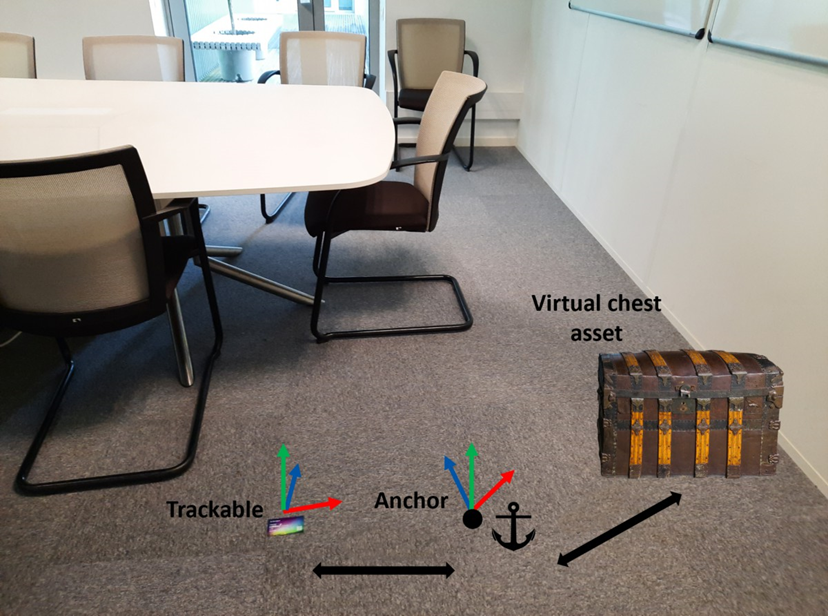 Virtual chest
asset
Trackable
Anchor